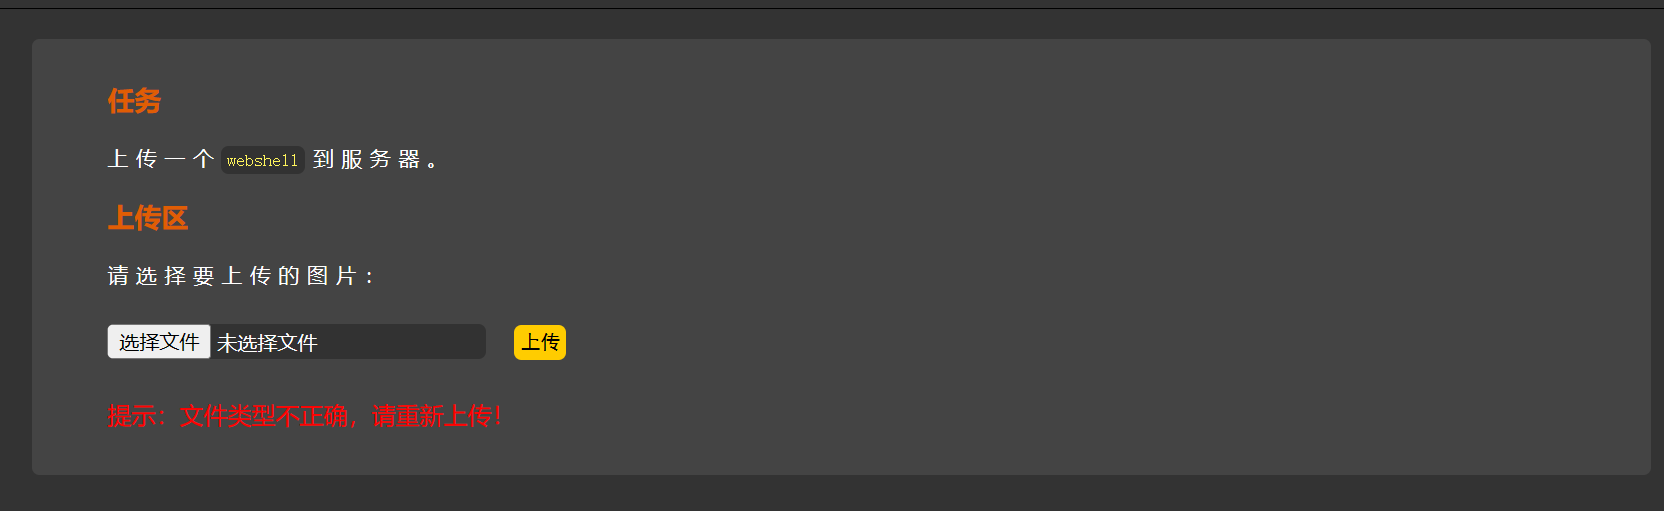 任务
上传一个 webshell 到服务器。
上传区
请选择要上传的图片：
选择文件 未选择文件 上传
提示：文件类型不正确，请重新上传！